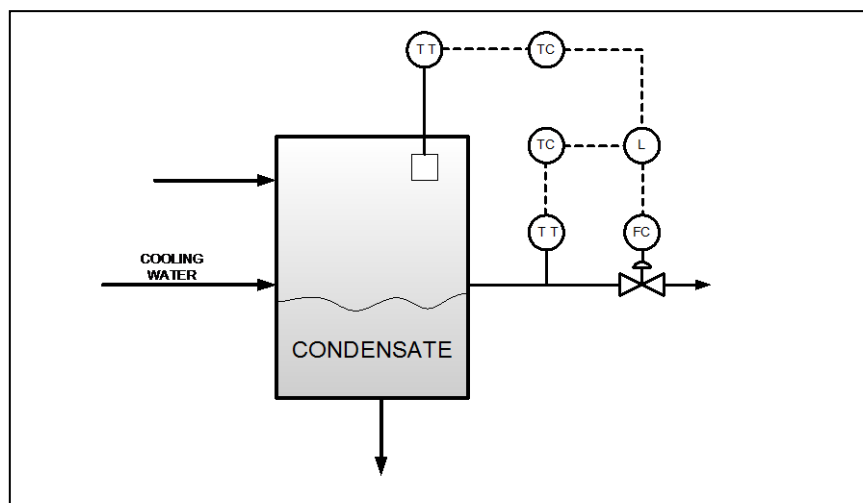 T T
TC
TC
L
T T
FC
COOLING
WATER
CONDENSATE